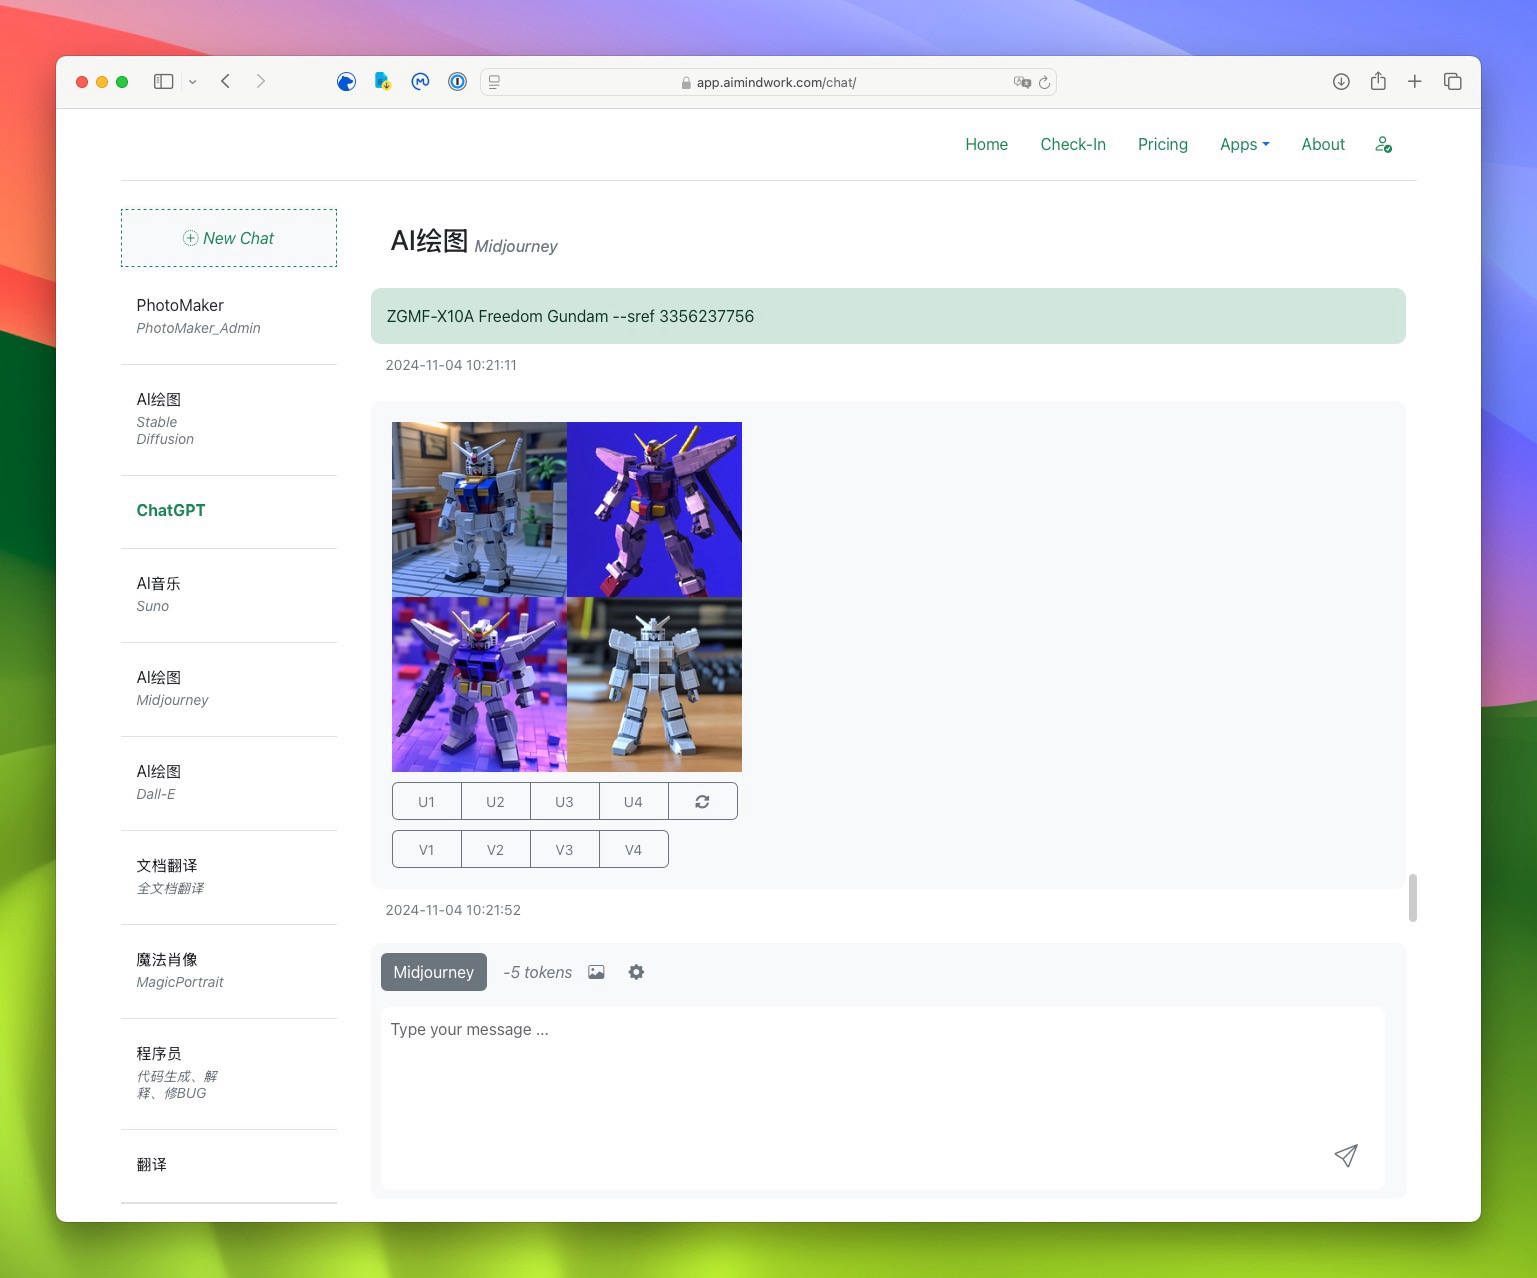 app.aimindwork.com/chat/
Home
Check-In
Pricing
Apps
About
New Chat
PhotoMaker
PhotoMaker_Admin
AI绘图
Stable
Diffusion
ChatGPT
AI音乐
Suno
AI绘图
Midjourney
AI绘图
Dall-E
文档翻译
全文档翻译
魔法肖像
MagicPortrait
程序员
代码生成、解
释、修BUG
翻译
AI绘图 Midjourney
ZGMF-X10A Freedom Gundam --sref 3356237756
2024-11-04 10:21:11
U1
U2
U3
U4
V1
V2
V3
V4
2024-11-04 10:21:52
Midjourney
-5 tokens
Type your message ...